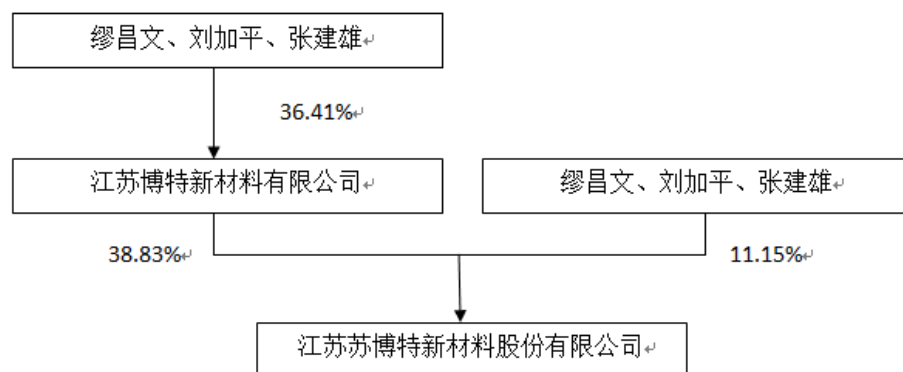 缪昌文、刘加平、张建雄
36.41%
江苏博特新材料有限公司
缪昌文、刘加平、张建雄
38.83%
11.15%
江苏苏博特新材料股份有限公司